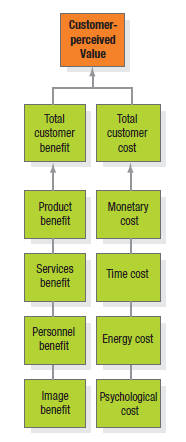 Customer-
perceived
Value
Total
customer
benefit
Total
customer
cost
Product
benefit
Monetary
cost
Services
benefit
Time cost
Personnel
benefit
Energy cost
Image
benefit
Psychological
cost